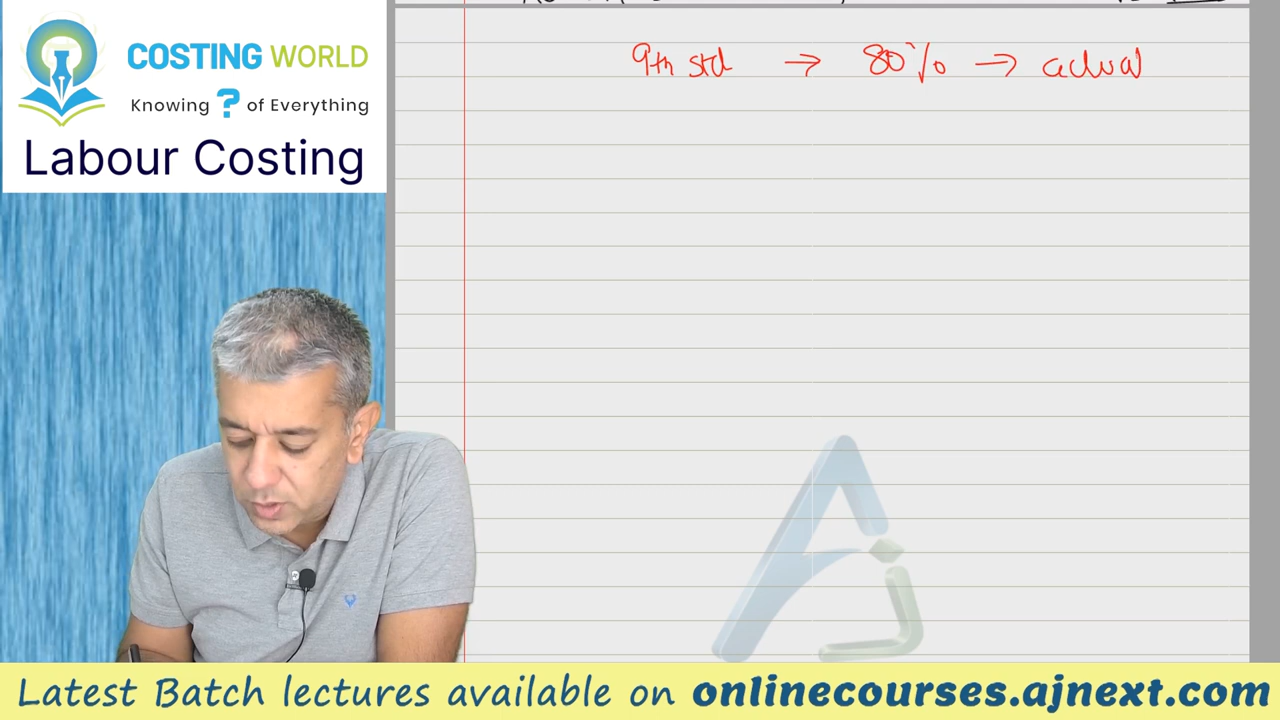 COSTING WORLD
Knowing ? of Everything
Labour Costing
9th std → 80% → actual
Latest Batch lectures available on onlinecourses.ajnext.com